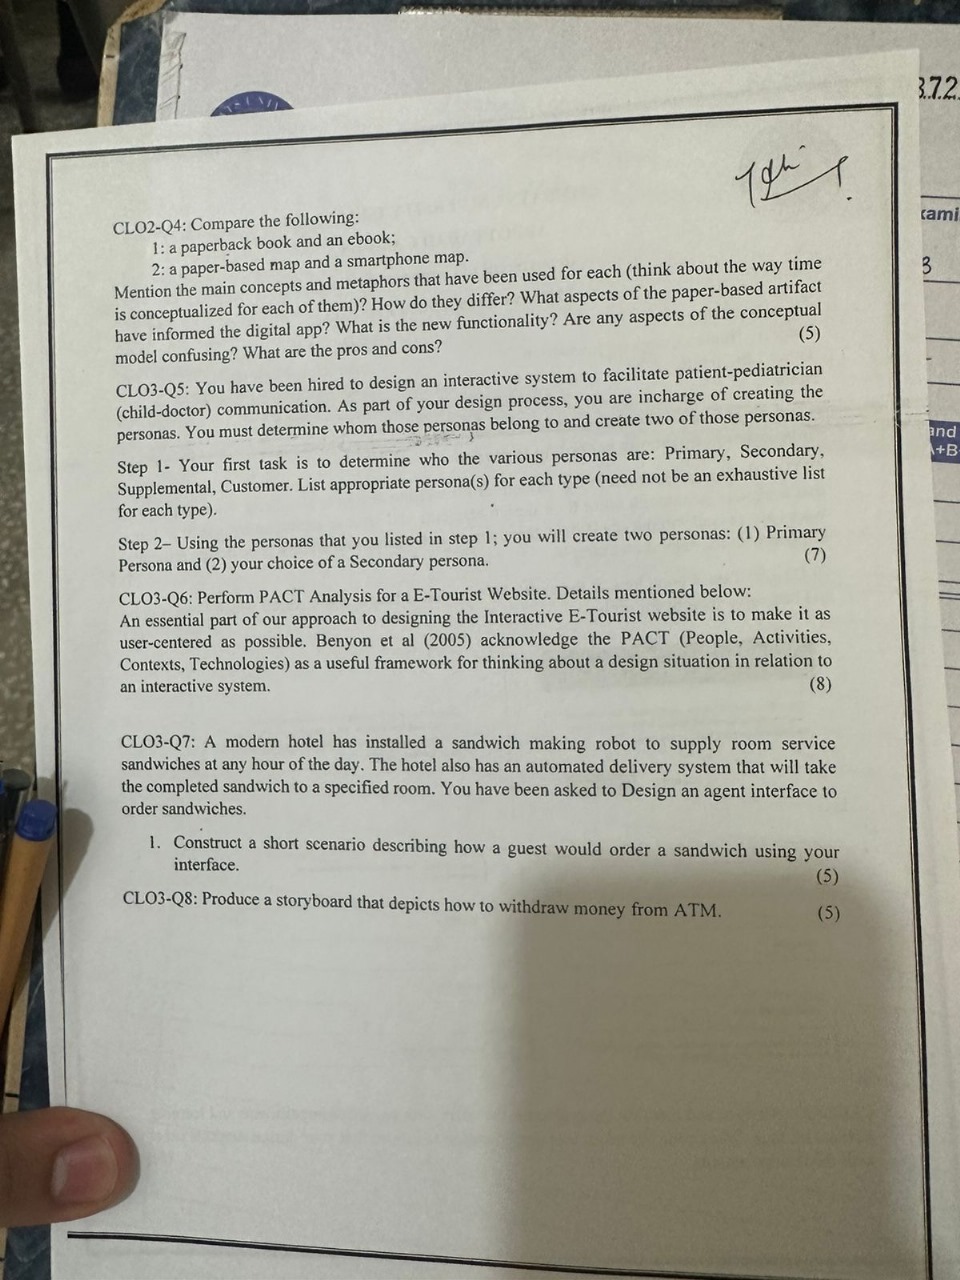 3.7.2.
CLO2-Q4: Compare the following:
1: a paperback book and an ebook;
2: a paper-based map and a smartphone map.
Mention the main concepts and metaphors that have been used for each (think about the way time
is conceptualized for each of them)? How do they differ? What aspects of the paper-based artifact
have informed the digital app? What is the new functionality? Are any aspects of the conceptual
model confusing? What are the pros and cons? (5)
CLO3-Q5: You have been hired to design an interactive system to facilitate patient-pediatrician
(child-doctor) communication. As part of your design process, you are incharge of creating the
personas. You must determine whom those personas belong to and create two of those personas.
Step 1- Your first task is to determine who the various personas are: Primary, Secondary,
Supplemental, Customer. List appropriate persona(s) for each type (need not be an exhaustive list
for each type).
Step 2– Using the personas that you listed in step 1; you will create two personas: (1) Primary
Persona and (2) your choice of a Secondary persona. (7)
CLO3-Q6: Perform PACT Analysis for a E-Tourist Website. Details mentioned below:
An essential part of our approach to designing the Interactive E-Tourist website is to make it as
user-centered as possible. Benyon et al (2005) acknowledge the PACT (People, Activities,
Contexts, Technologies) as a useful framework for thinking about a design situation in relation to
an interactive system. (8)
CLO3-Q7: A modern hotel has installed a sandwich making robot to supply room service
sandwiches at any hour of the day. The hotel also has an automated delivery system that will take
the completed sandwich to a specified room. You have been asked to Design an agent interface to
order sandwiches.
1. Construct a short scenario describing how a guest would order a sandwich using your
interface. (5)
CLO3-Q8: Produce a storyboard that depicts how to withdraw money from ATM. (5)
3
and
A+B